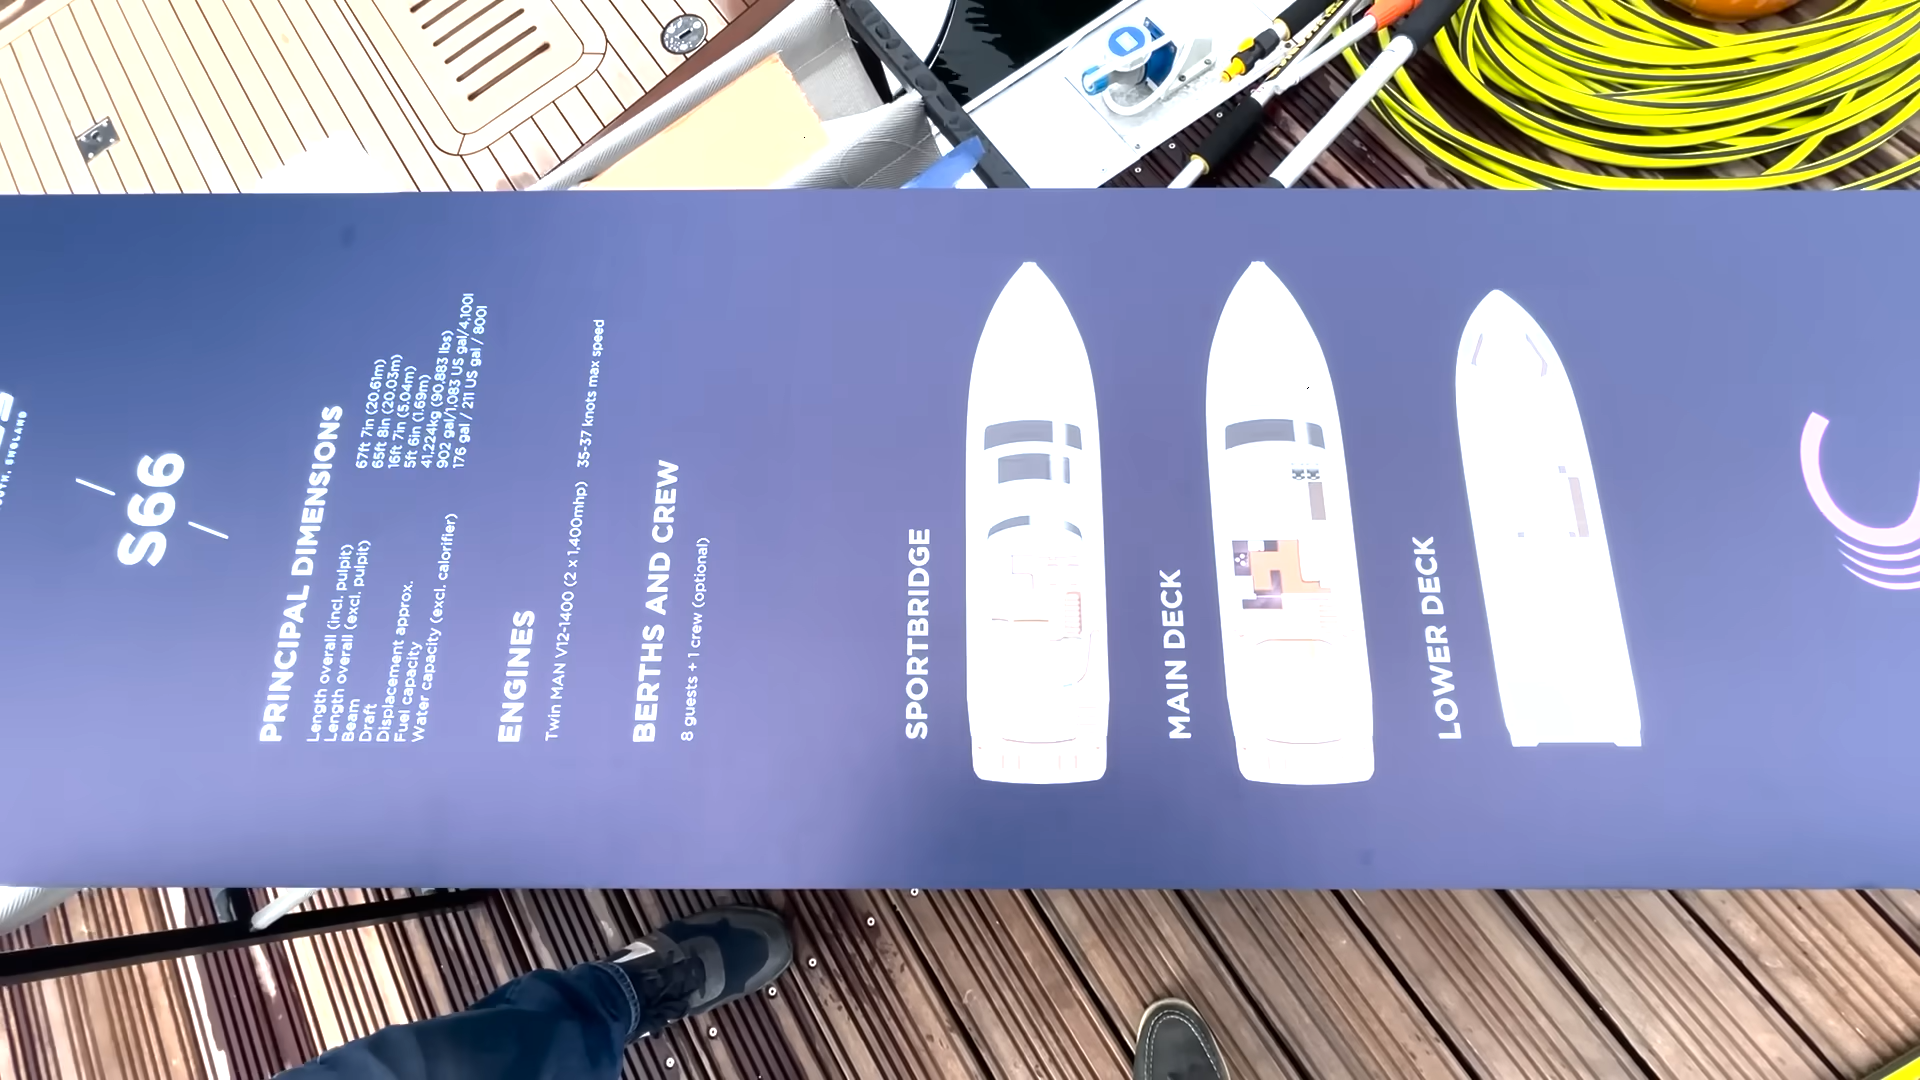 S66
PRINCIPAL DIMENSIONS
Length overall (incl. pulpit) 67ft 7in (20.61m)
Length overall (excl. pulpit) 65ft 8in (20.03m)
Beam 16ft 7in (5.04m)
Draft 5ft 6in (1.69m)
Displacement approx. 41,224kg (90,883 lbs)
Fuel capacity 902 gal/1,083 US gal/4,100l
Water capacity (excl. calorifier) 176 gal / 211 US gal / 800l
ENGINES
Twin MAN V12-1400 (2 x 1,400mhp) 35-37 knots max speed
BERTHS AND CREW
8 guests + 1 crew (optional)
SPORTBRIDGE
MAIN DECK
LOWER DECK